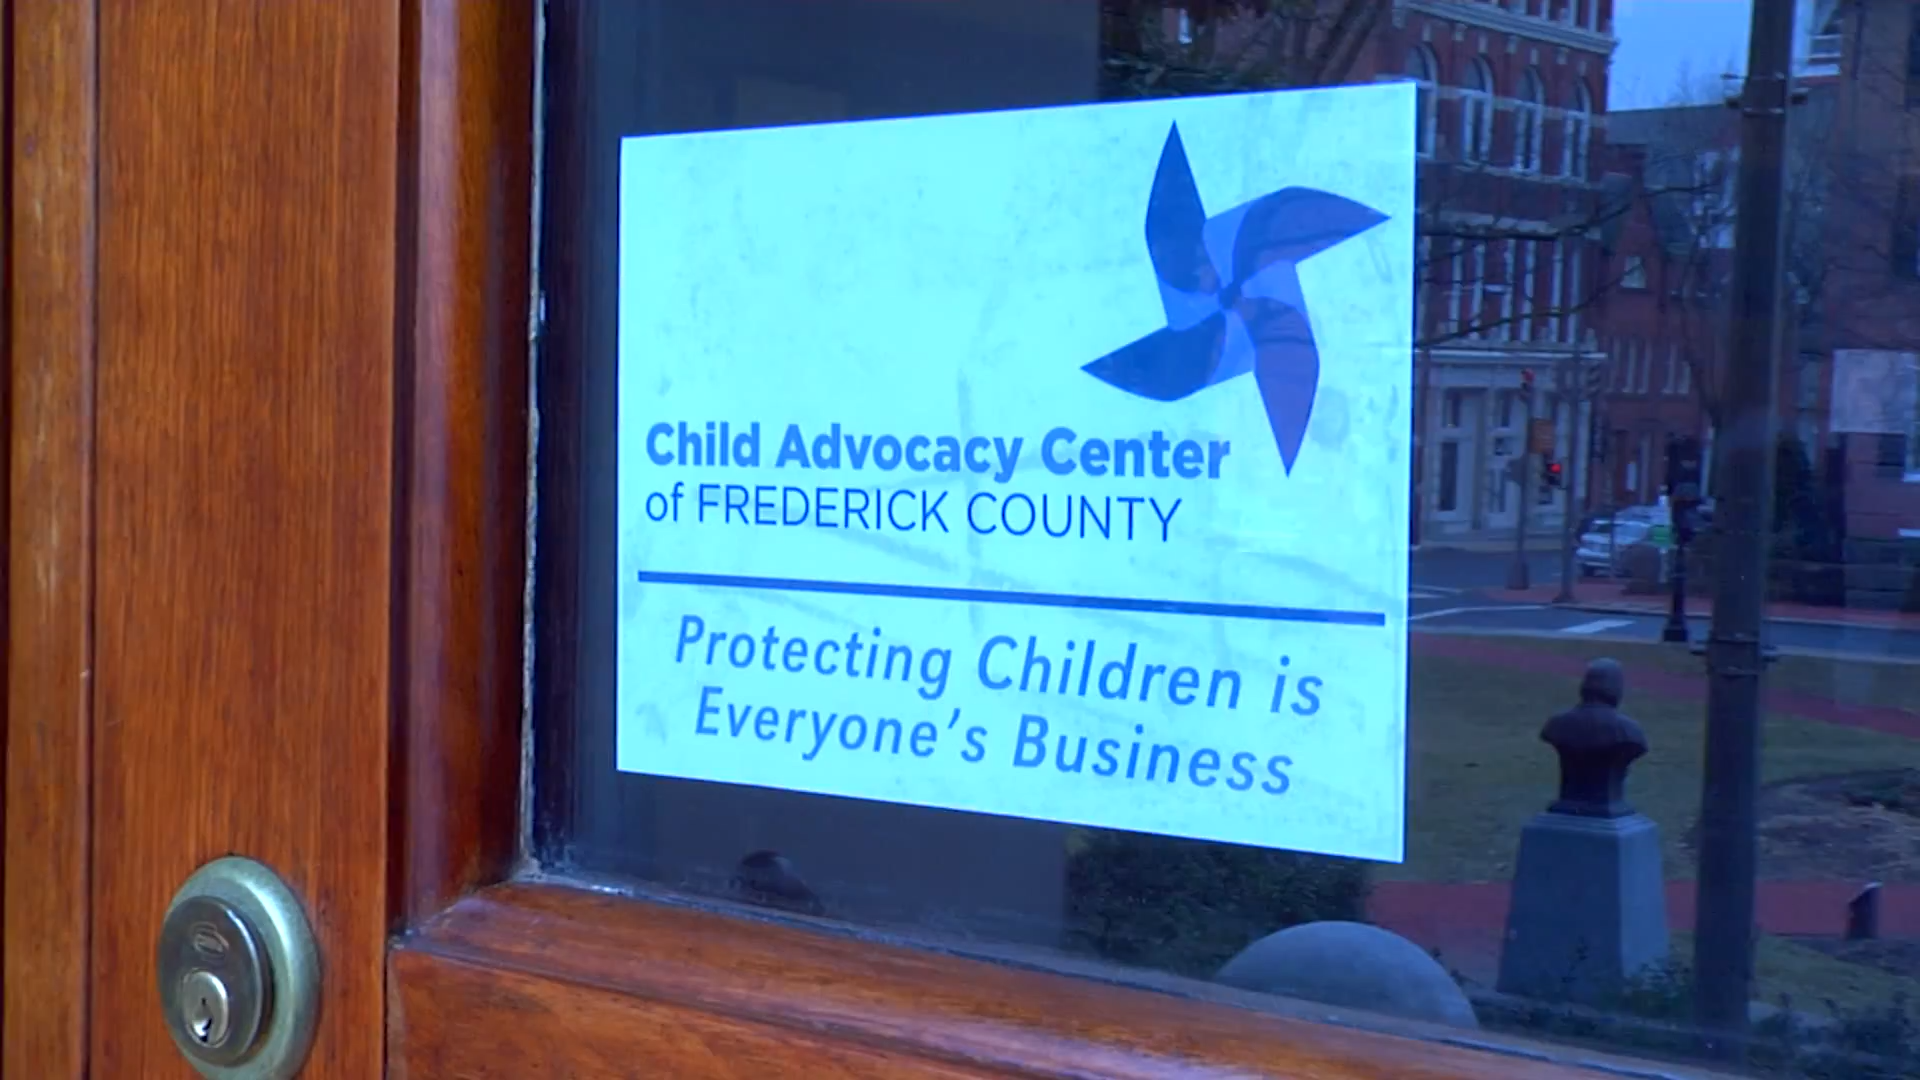 Child Advocacy Center
of FREDERICK COUNTY
Protecting Children is
Everyone's Business